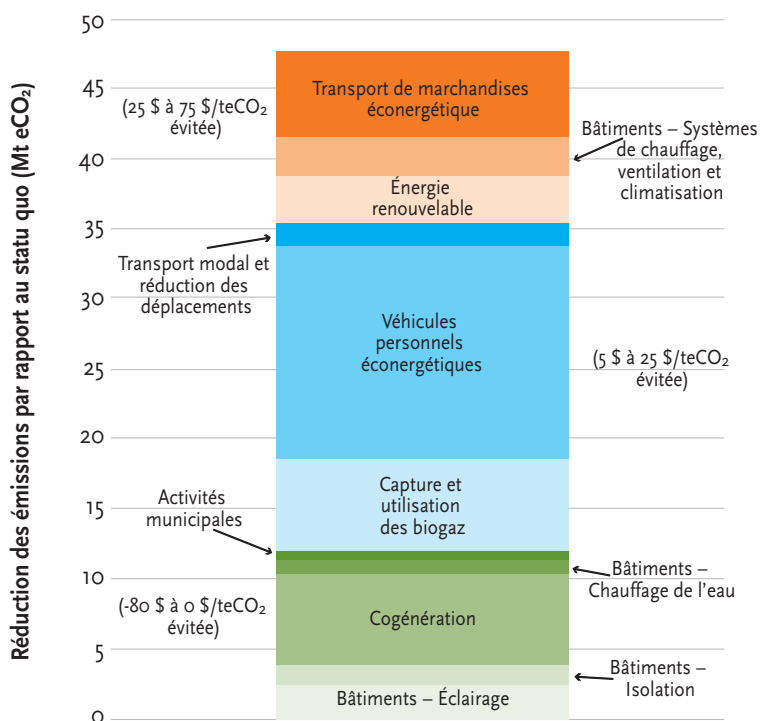 Réduction des émissions par rapport au statu quo (Mt eCO₂)
50
45
40
35
30
25
20
15
10
5
0
(25 $ à 75 $/teCO₂
évitée)
Transport de marchandises
éconergétique
Bâtiments – Systèmes
de chauffage,
ventilation et
climatisation
Énergie
renouvelable
Transport modal et
réduction des
déplacements
Véhicules
personnels
éconergétiques
(5 $ à 25 $/teCO₂
évitée)
Capture et
utilisation
des biogaz
Activités
municipales
Bâtiments –
Chauffage de l'eau
(-80 $ à 0 $/teCO₂
évitée)
Cogénération
Bâtiments –
Isolation
Bâtiments – Éclairage